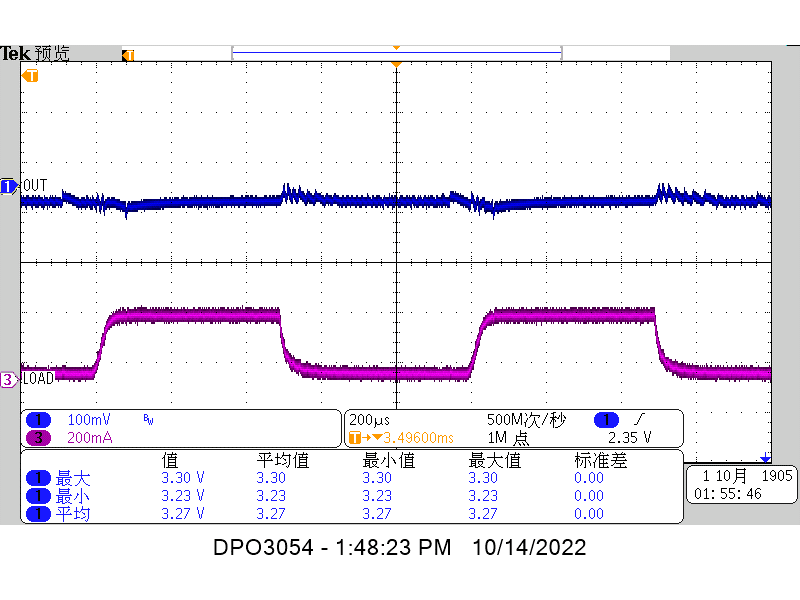 Tek 预览
T
T
1 OUT
3 LOAD
1 100mV BW
3 200mA
200µs 500M次/秒 1 ∫
T→▼3.49600ms 1M 点 2.35 V
值 平均值 最小值 最大值 标准差
1 最大 3.30 V 3.30 3.30 3.30 0.00
1 最小 3.23 V 3.23 3.23 3.23 0.00
1 平均 3.27 V 3.27 3.27 3.27 0.00
1 10月 1905
01:55:46
DPO3054 - 1:48:23 PM 10/14/2022